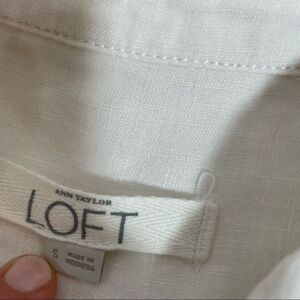 ANN TAYLOR
LOFT
S
MADE IN
INDONESIA